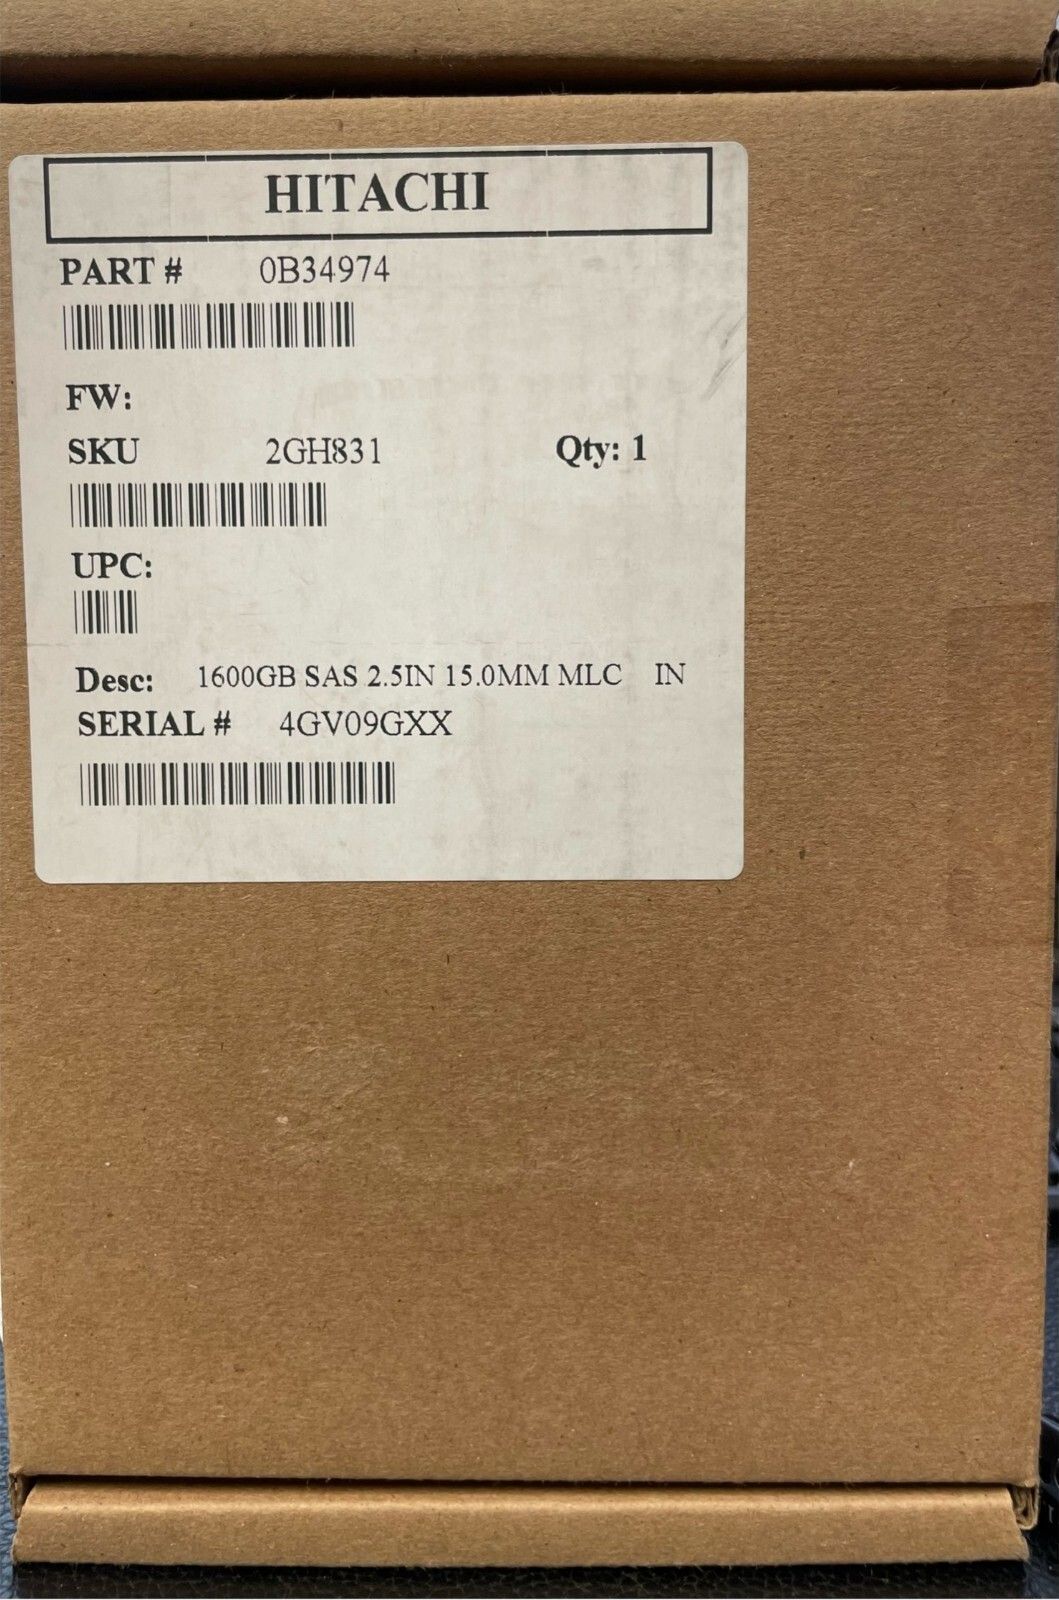 HITACHI
PART # 0B34974
FW:
SKU 2GH831 Qty: 1
UPC:
Desc: 1600GB SAS 2.5IN 15.0MM MLC IN
SERIAL # 4GV09GXX